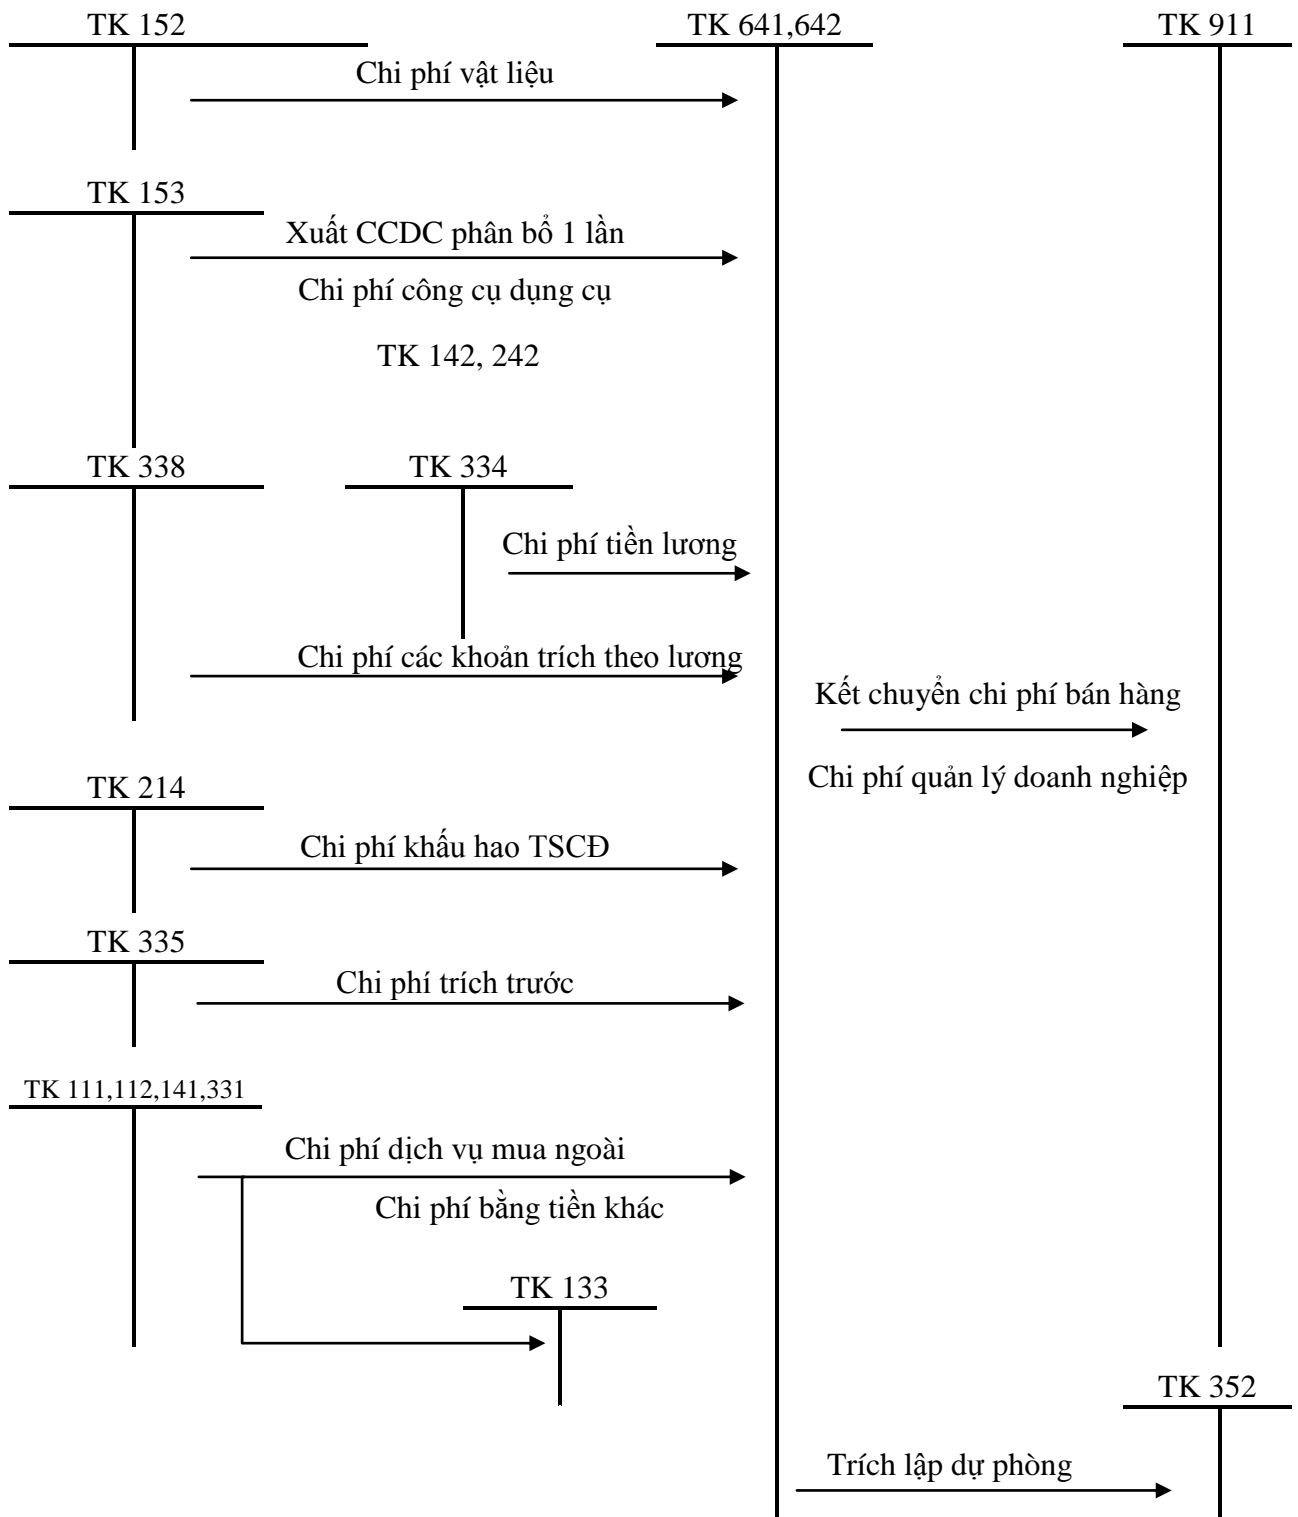 TK 152
TK 641,642
TK 911
Chi phí vật liệu
TK 153
Xuất CCDC phân bổ 1 lần
Chi phí công cụ dụng cụ
TK 142, 242
TK 338
TK 334
Chi phí tiền lương
Chi phí các khoản trích theo lương
Kết chuyển chi phí bán hàng
Chi phí quản lý doanh nghiệp
TK 214
Chi phí khấu hao TSCĐ
TK 335
Chi phí trích trước
TK 111,112,141,331
Chi phí dịch vụ mua ngoài
Chi phí bằng tiền khác
TK 133
TK 352
Trích lập dự phòng